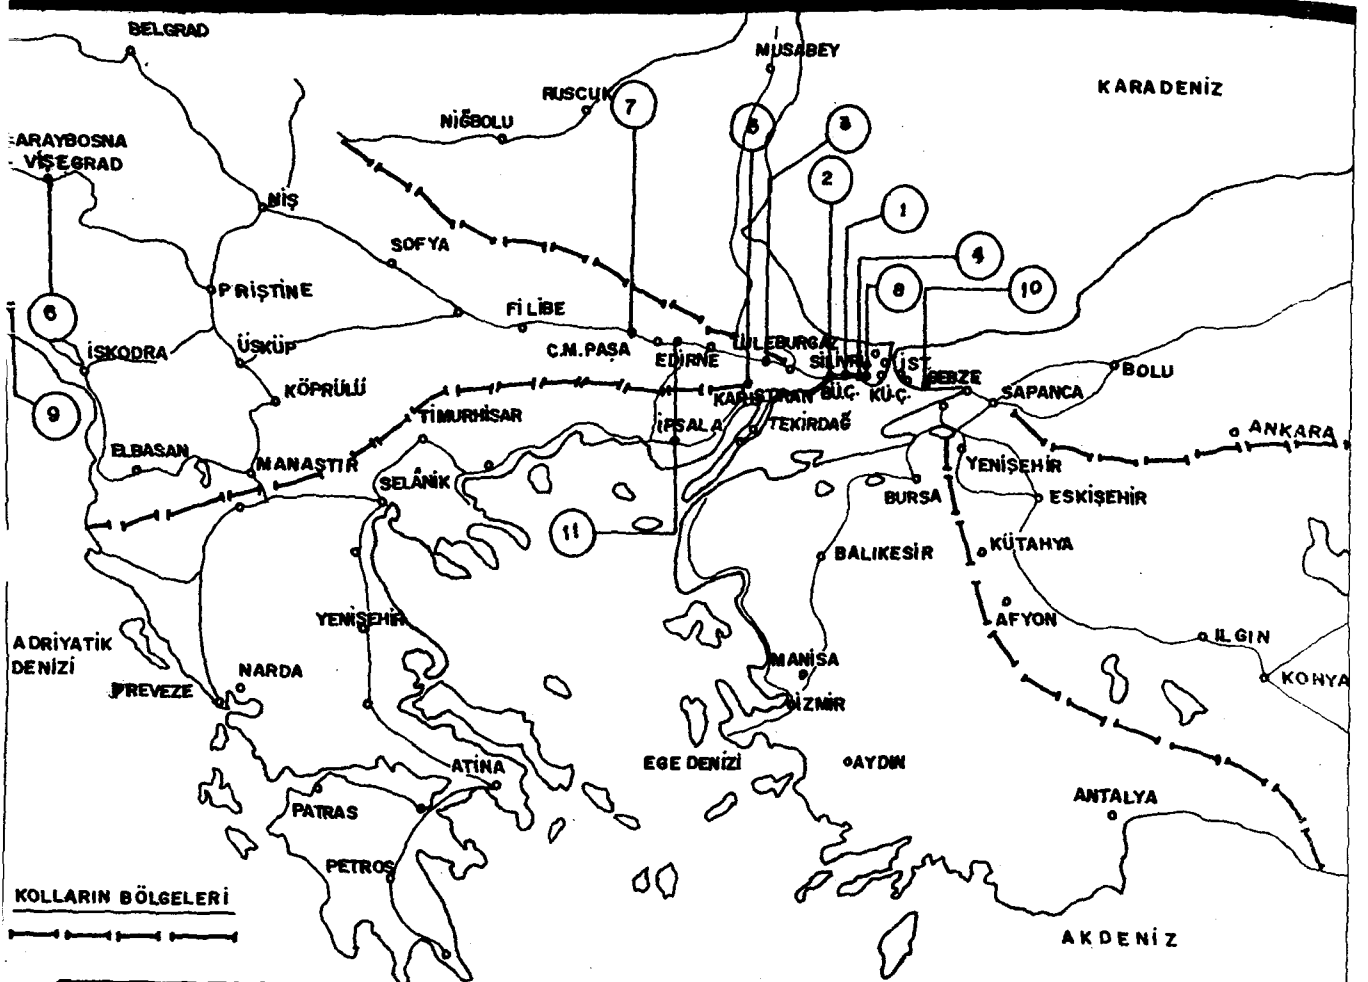 BELGRAD
MUSABEY
KARADENİZ
RUSCUK
7
NİĞBOLU
5
3
ARAYBOSNA
VİŞEGRAD
2
NİŞ
1
SOFYA
4
8
10
PRİŞTİNE
FİLİBE
6
İSKODRA
ÜSKÜP
C.M.PAŞA
EDİRNE
LÜLEBURGAZ
SİLİVRİ
İST.
GEBZE
BOLU
KÖPRÜLÜ
KARIŞTIRAN
BÜ.Ç.
KÜ.Ç.
SAPANCA
9
TİMURHİSAR
İPSALA
TEKİRDAĞ
ANKARA
ELBASAN
MANASTIR
YENİŞEHİR
SELÂNİK
BURSA
ESKİŞEHİR
11
BALIKESİR
KÜTAHYA
YENİŞEHİR
AFYON
ADRİYATİK
DENİZİ
ILGIN
NARDA
MANİSA
KONYA
PREVEZE
İZMİR
ATİNA
EGE DENİZİ
AYDIN
PATRAS
ANTALYA
PETROS
KOLLARIN BÖLGELERİ
AKDENİZ